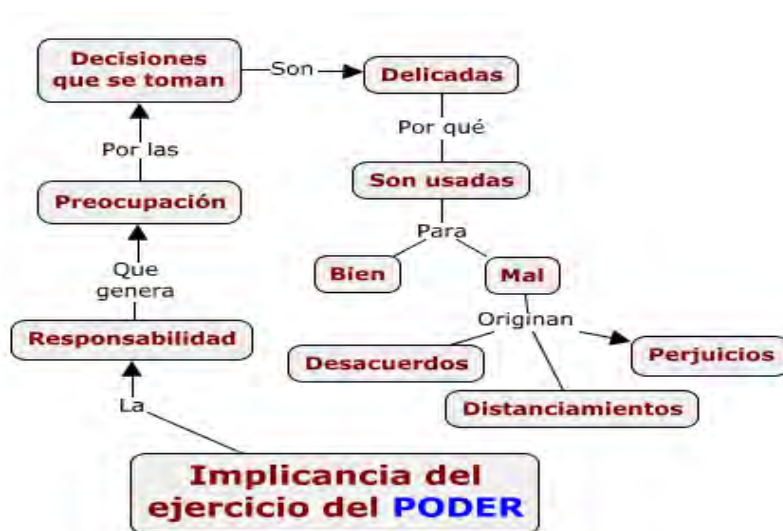 Decisiones
que se toman
Son
Delicadas
Por qué
Por las
Son usadas
Preocupación
Para
Bien
Mal
Que
genera
Originan
Responsabilidad
Desacuerdos
Perjuicios
Distanciamientos
La
Implicancia del
ejercicio del PODER